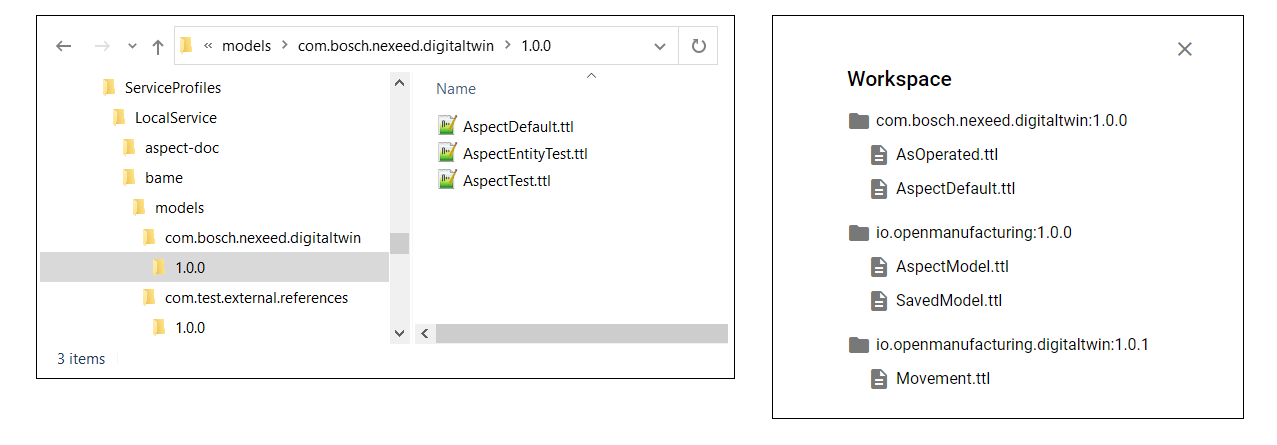 « models > com.bosch.nexeed.digitaltwin > 1.0.0
ServiceProfiles
LocalService
aspect-doc
bame
models
com.bosch.nexeed.digitaltwin
1.0.0
com.test.external.references
1.0.0
Name
AspectDefault.ttl
AspectEntityTest.ttl
AspectTest.ttl
3 items
Workspace
com.bosch.nexeed.digitaltwin:1.0.0
AsOperated.ttl
AspectDefault.ttl
io.openmanufacturing:1.0.0
AspectModel.ttl
SavedModel.ttl
io.openmanufacturing.digitaltwin:1.0.1
Movement.ttl